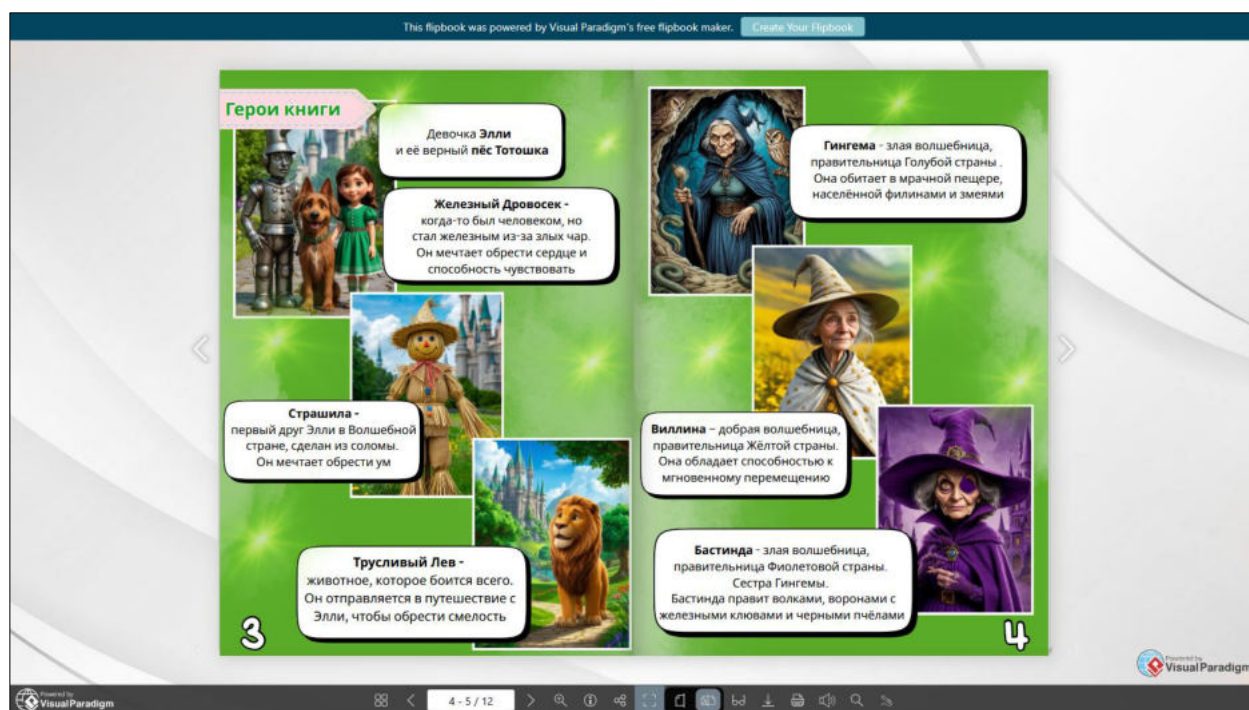 This flipbook was powered by Visual Paradigm's free flipbook maker.
Create Your Flipbook
Герои книги
Девочка Элли
и её верный пёс Тотошка
Железный Дровосек -
когда-то был человеком, но
стал железным из-за злых чар.
Он мечтает обрести сердце и
способность чувствовать
Страшила -
первый друг Элли в Волшебной
стране, сделан из соломы.
Он мечтает обрести ум
Трусливый Лев -
животное, которое боится всего.
Он отправляется в путешествие с
Элли, чтобы обрести смелость
3
Гингема - злая волшебница,
правительница Голубой страны .
Она обитает в мрачной пещере,
населённой филинами и змеями
Виллина – добрая волшебница,
правительница Жёлтой страны.
Она обладает способностью к
мгновенному перемещению
Бастинда - злая волшебница,
правительница Фиолетовой страны.
Сестра Гингемы.
Бастинда правит волками, воронами с
железными клювами и черными пчёлами
4
Powered by
Visual Paradigm
Powered by
Visual Paradigm
4 - 5 / 12